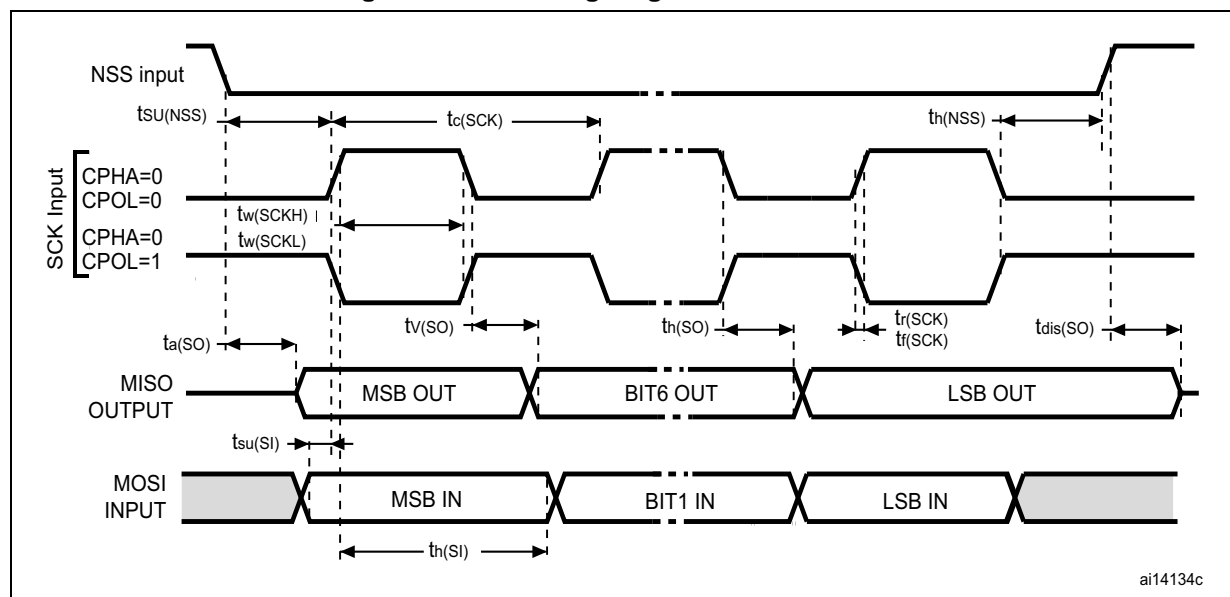 NSS input
tSU(NSS)
tc(SCK)
th(NSS)
SCK Input
CPHA=0
CPOL=0
tw(SCKH)
CPHA=0
tw(SCKL)
CPOL=1
tV(SO)
th(SO)
tr(SCK)
tf(SCK)
tdis(SO)
ta(SO)
MISO
OUTPUT
MSB OUT
BIT6 OUT
LSB OUT
tsu(SI)
MOSI
INPUT
MSB IN
BIT1 IN
LSB IN
th(SI)
ai14134c